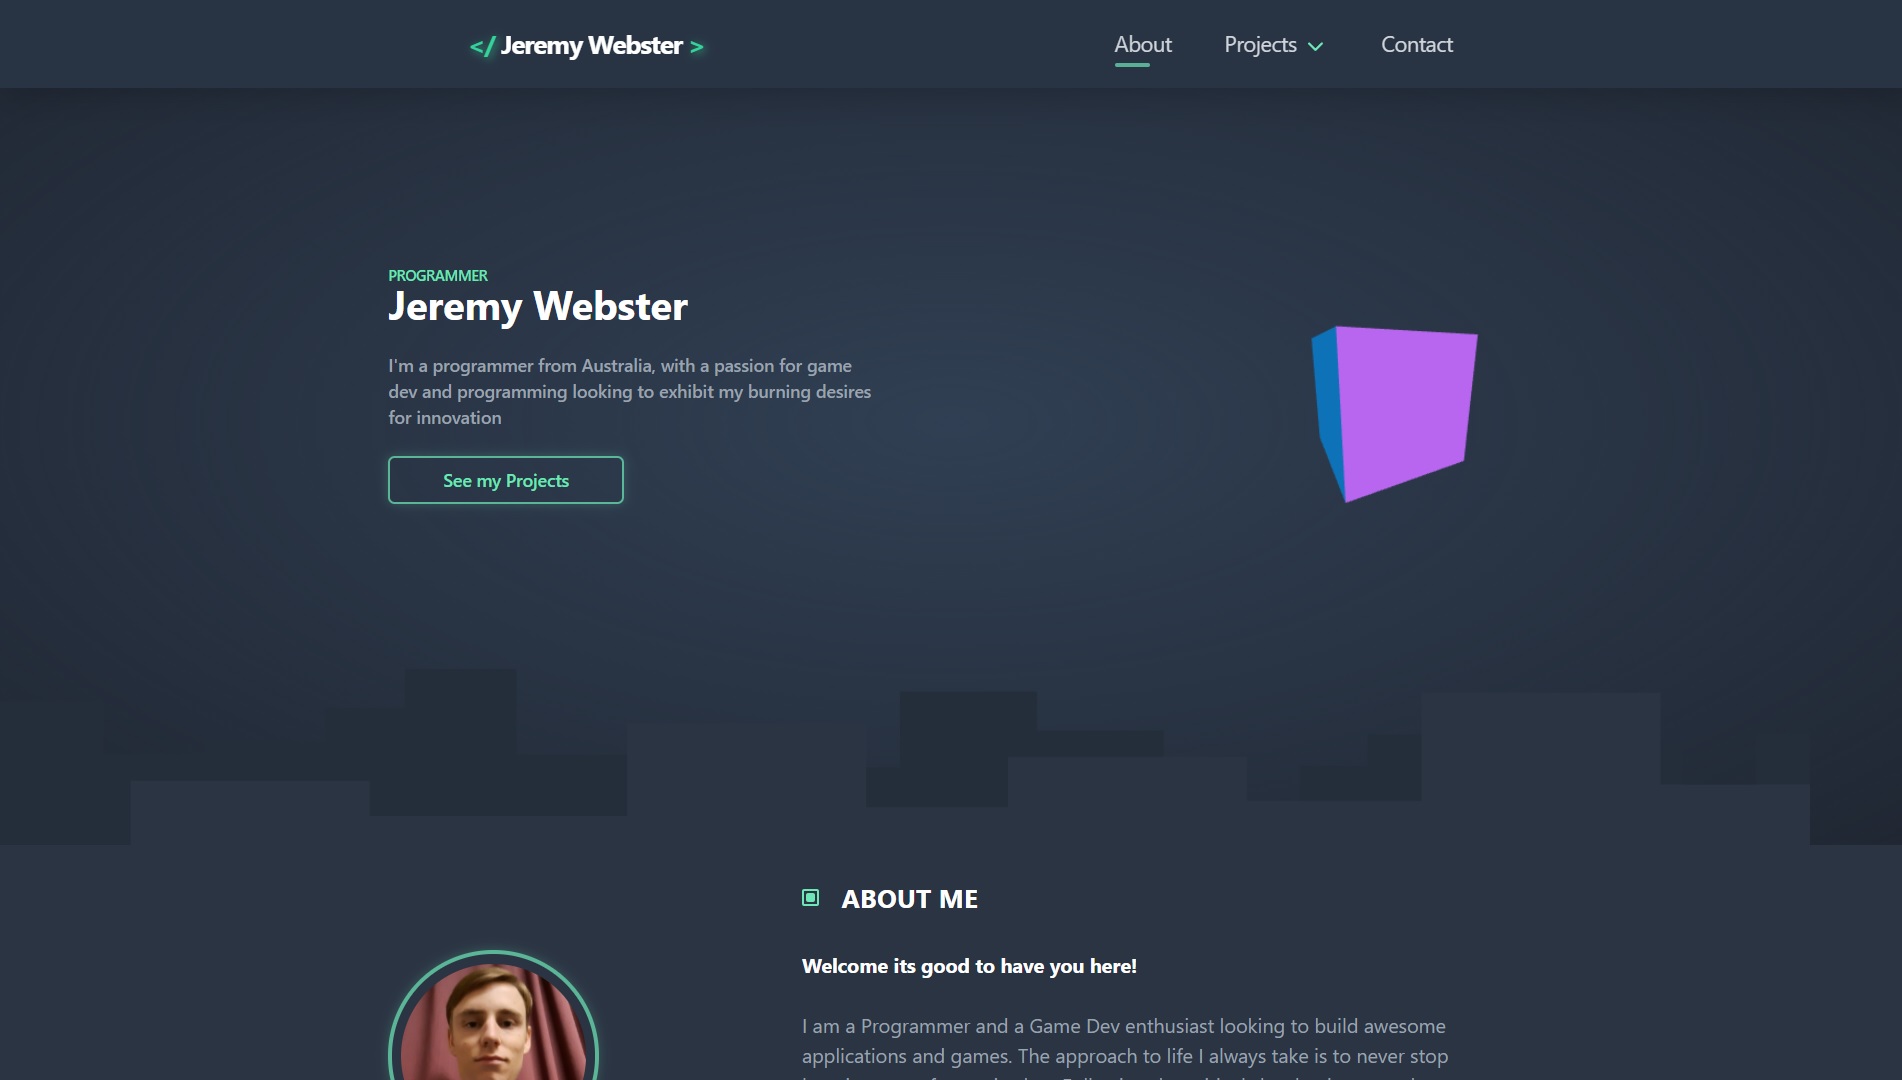 </ Jeremy Webster >
About
Projects
Contact
PROGRAMMER
Jeremy Webster
I'm a programmer from Australia, with a passion for game
dev and programming looking to exhibit my burning desires
for innovation
See my Projects
ABOUT ME
Welcome its good to have you here!
I am a Programmer and a Game Dev enthusiast looking to build awesome
applications and games. The approach to life I always take is to never stop